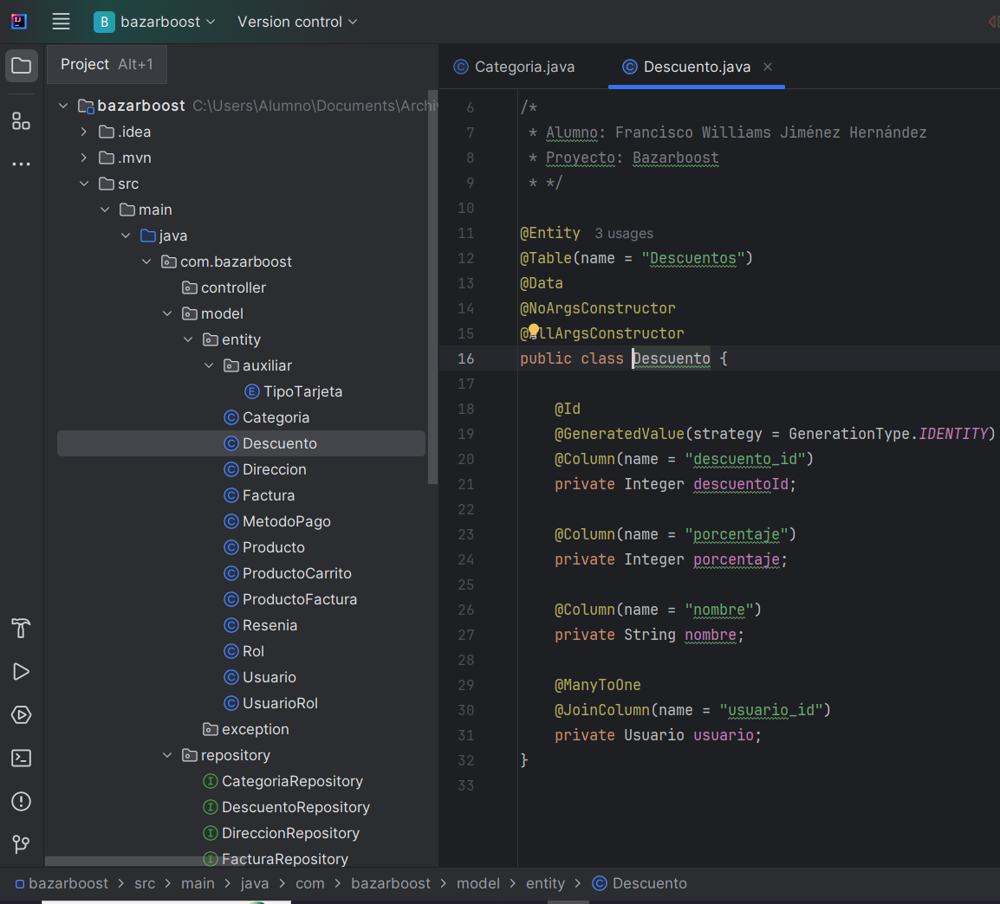 B bazarboost Version control
Project Alt+1
Categoria.java
Descuento.java
bazarboost C:\Users\Alumno\Documents\Archi
.idea
.mvn
src
main
java
com.bazarboost
controller
model
entity
auxiliar
TipoTarjeta
Categoria
Descuento
Direccion
Factura
MetodoPago
Producto
ProductoCarrito
ProductoFactura
Resenia
Rol
Usuario
UsuarioRol
exception
repository
CategoriaRepository
DescuentoRepository
DireccionRepository
FacturaRepository
6 /*
7 * Alumno: Francisco Williams Jiménez Hernández
8 * Proyecto: Bazarboost
9 * */
10
11 @Entity 3 usages
12 @Table(name = "Descuentos")
13 @Data
14 @NoArgsConstructor
15 @AllArgsConstructor
16 public class Descuento {
17
18 @Id
19 @GeneratedValue(strategy = GenerationType.IDENTITY)
20 @Column(name = "descuento_id")
21 private Integer descuentoId;
22
23 @Column(name = "porcentaje")
24 private Integer porcentaje;
25
26 @Column(name = "nombre")
27 private String nombre;
28
29 @ManyToOne
30 @JoinColumn(name = "usuario_id")
31 private Usuario usuario;
32 }
33
bazarboost > src > main > java > com > bazarboost > model > entity > Descuento